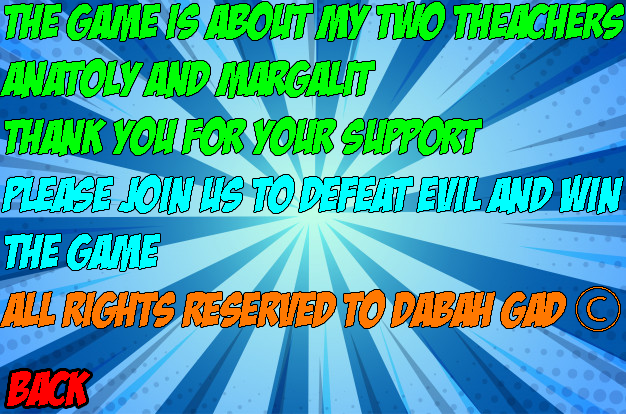 THE GAME IS ABOUT MY TWO THEACHERS
ANATOLY AND MARGALIT
THANK YOU FOR YOUR SUPPORT
PLEASE JOIN US TO DEFEAT EVIL AND WIN
THE GAME
ALL RIGHTS RESERVED TO DABAH GAD ©
BACK